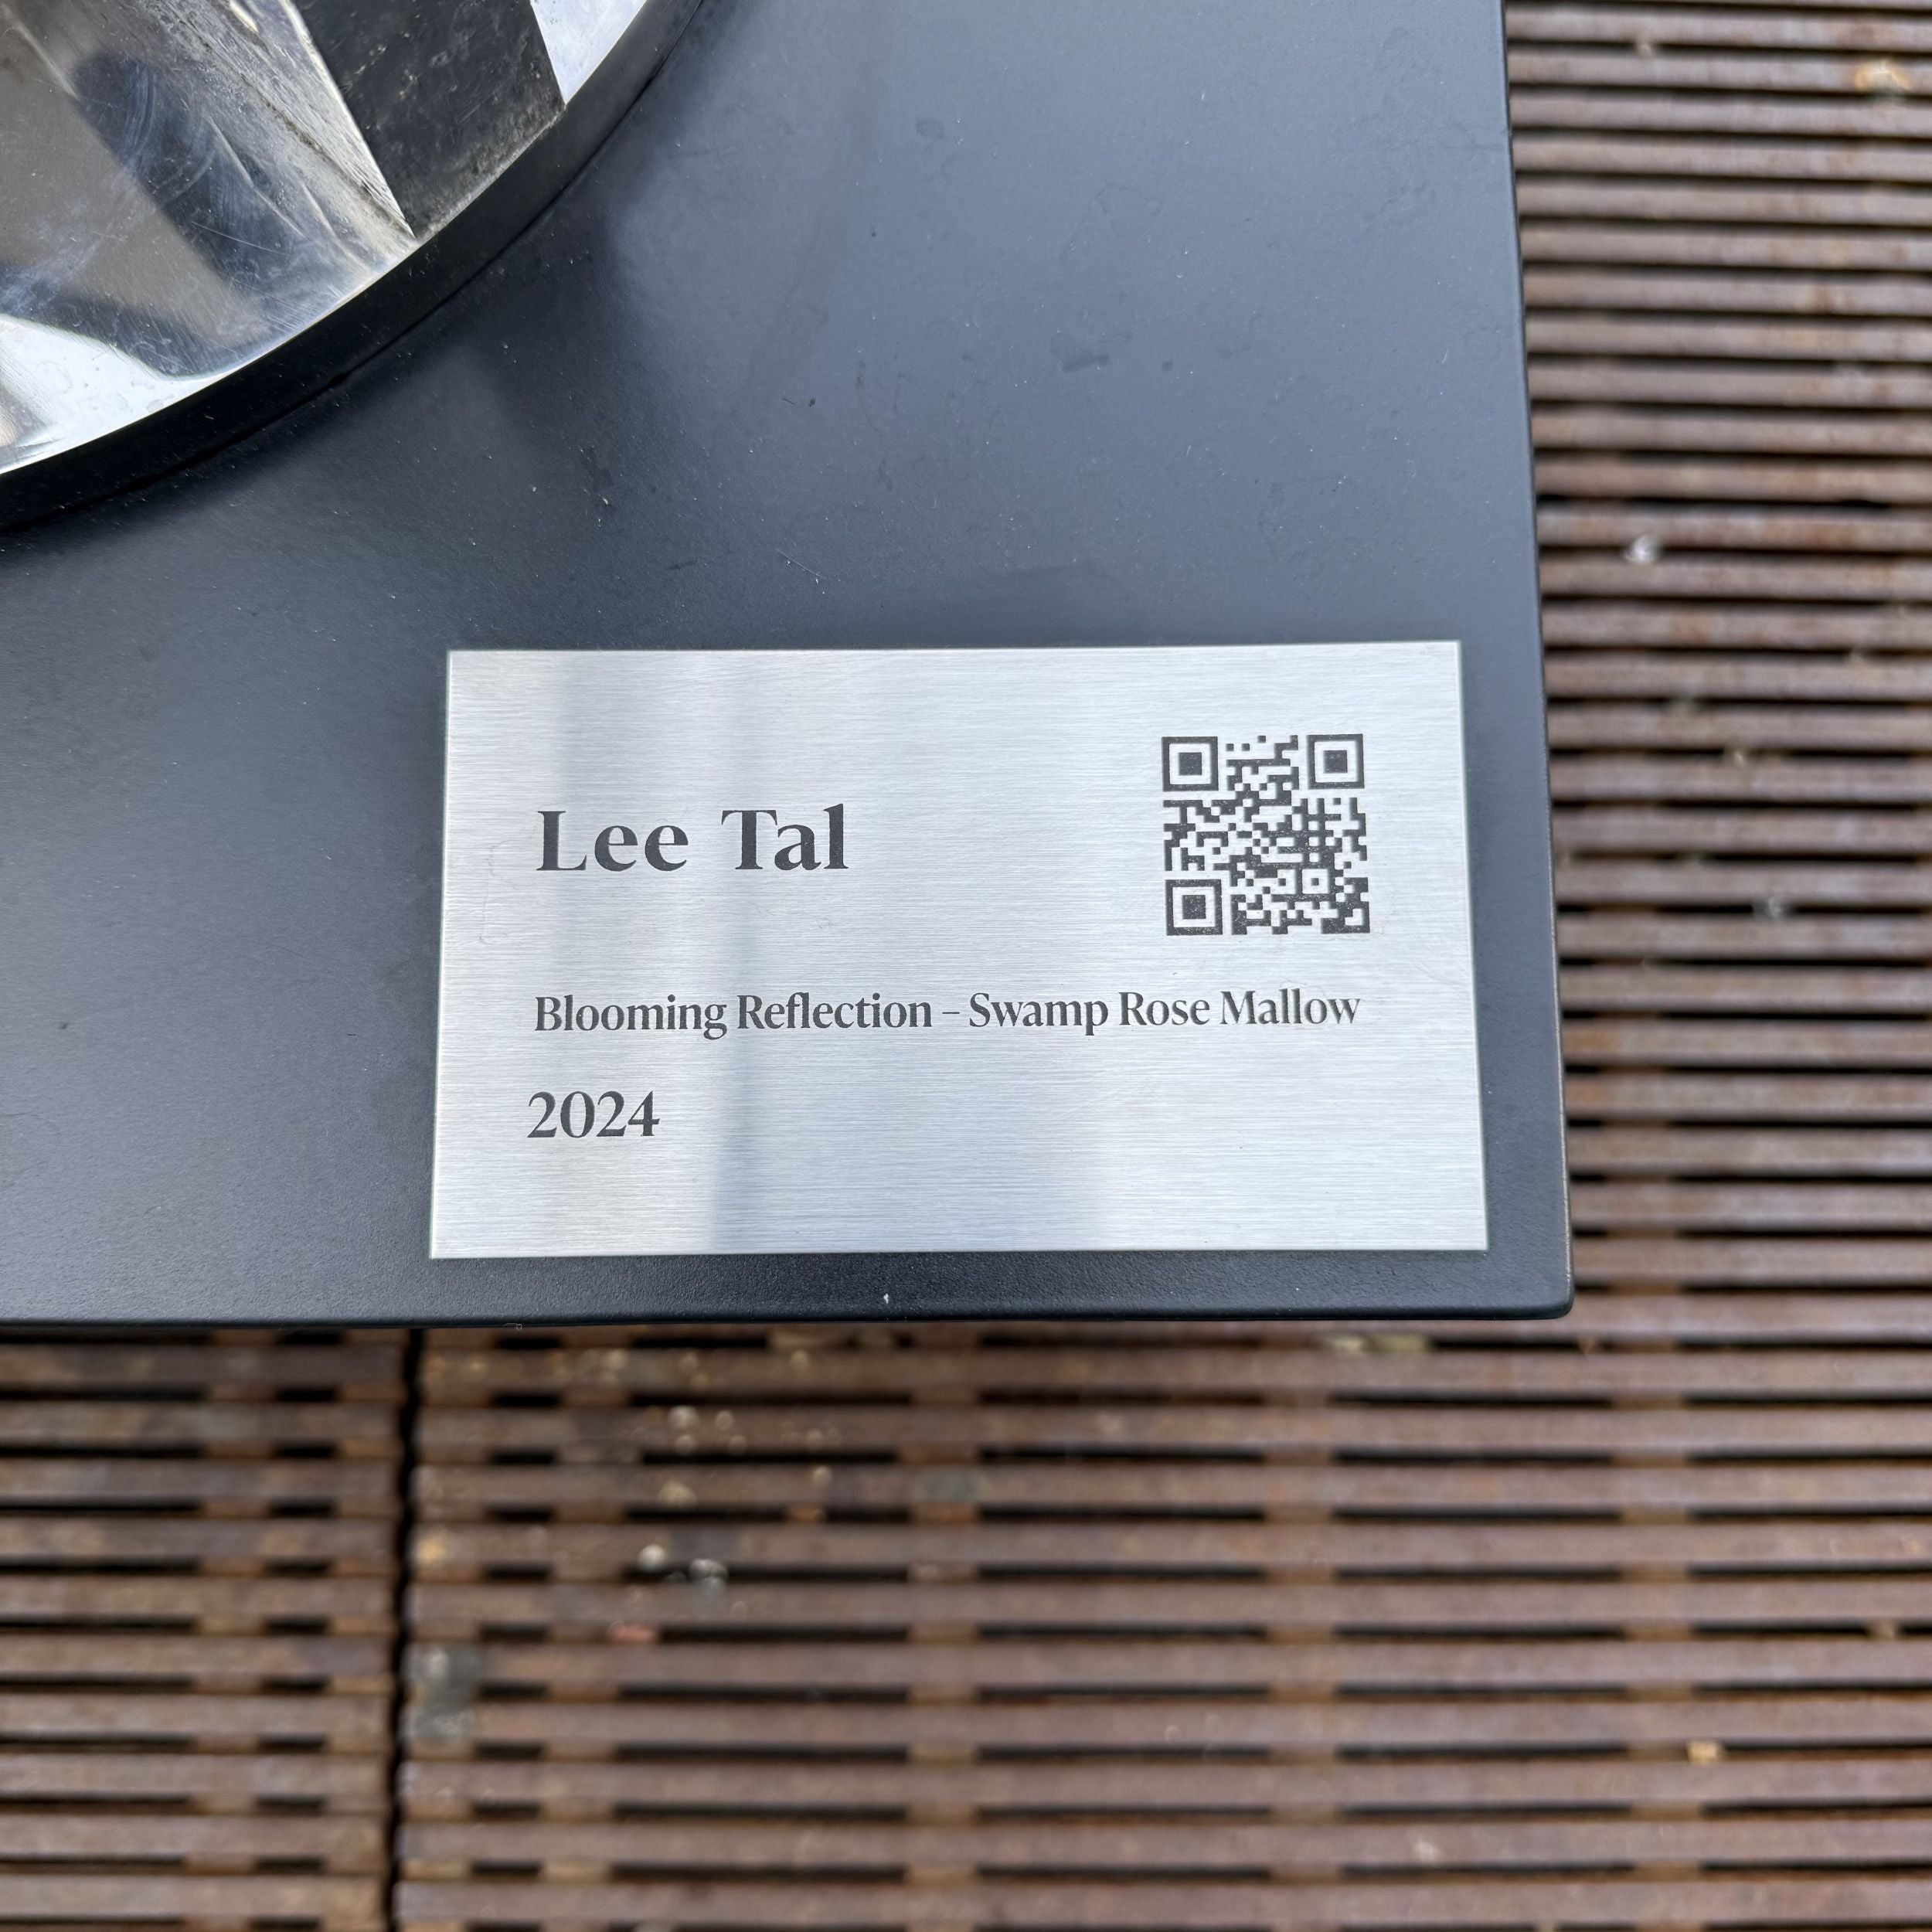 Lee Tal
Blooming Reflection – Swamp Rose Mallow
2024